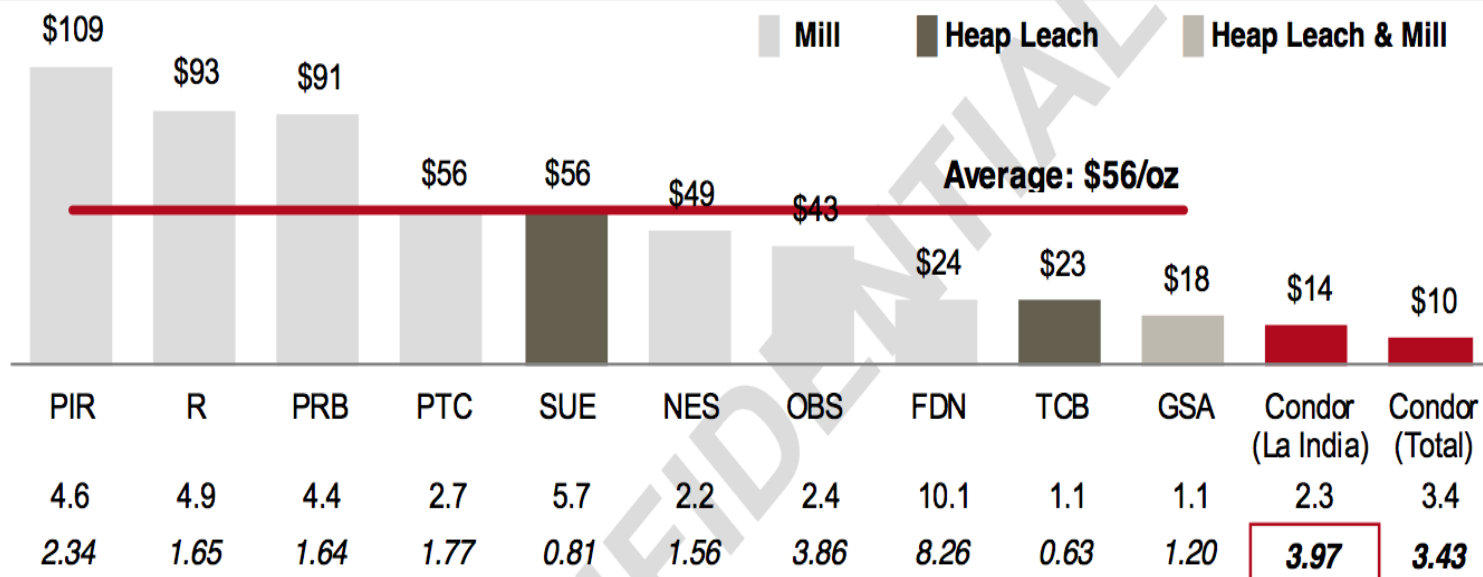 $109
$93
$91
$56
$56
$49
$43
$24
$23
$18
$14
$10
Mill
Heap Leach
Heap Leach & Mill
Average: $56/oz
PIR R PRB PTC SUE NES OBS FDN TCB GSA Condor (La India) Condor (Total)
4.6 4.9 4.4 2.7 5.7 2.2 2.4 10.1 1.1 1.1 2.3 3.4
2.34 1.65 1.64 1.77 0.81 1.56 3.86 8.26 0.63 1.20 3.97 3.43
FIDENTIAL